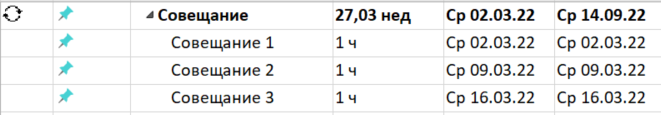 Совещание 27,03 нед Ср 02.03.22 Ср 14.09.22
Совещание 1 1 ч Ср 02.03.22 Ср 02.03.22
Совещание 2 1 ч Ср 09.03.22 Ср 09.03.22
Совещание 3 1 ч Ср 16.03.22 Ср 16.03.22